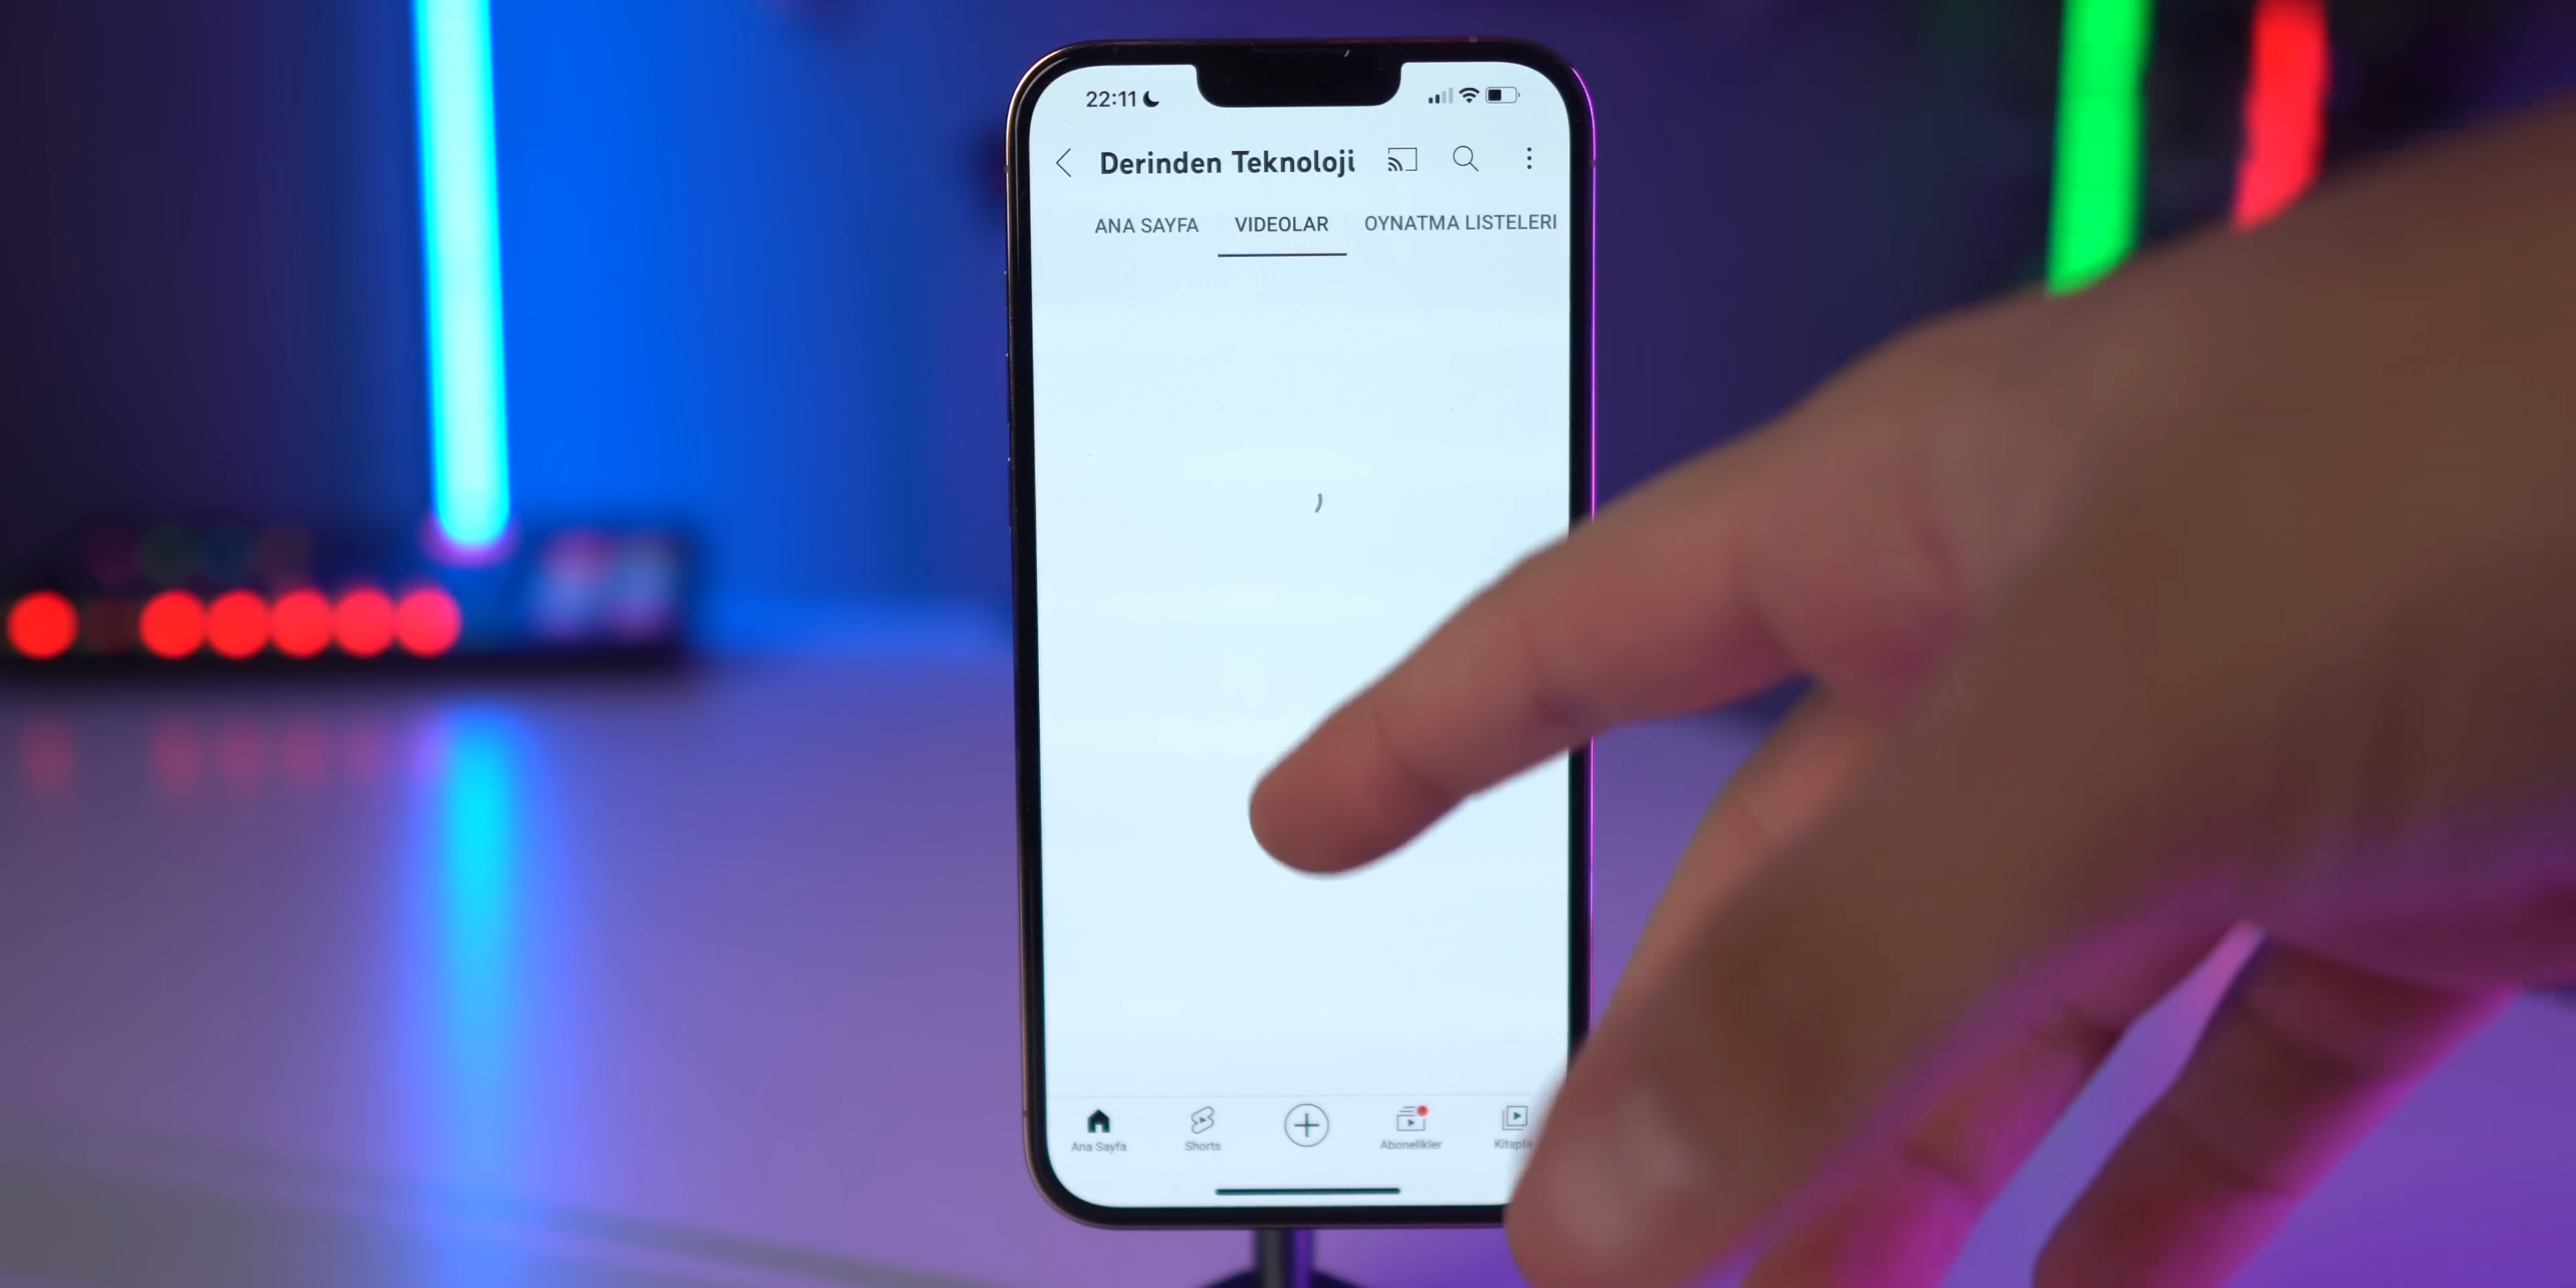 22:11
Derinden Teknoloji
ANA SAYFA VIDEOLAR OYNATMA LISTELERI
Ana Sayfa Shorts Abonelikler